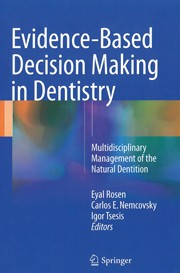 Evidence-Based
Decision Making
in Dentistry
Multidisciplinary
Management of the
Natural Dentition
Eyal Rosen
Carlos E. Nemcovsky
Igor Tsesis
Editors
Springer